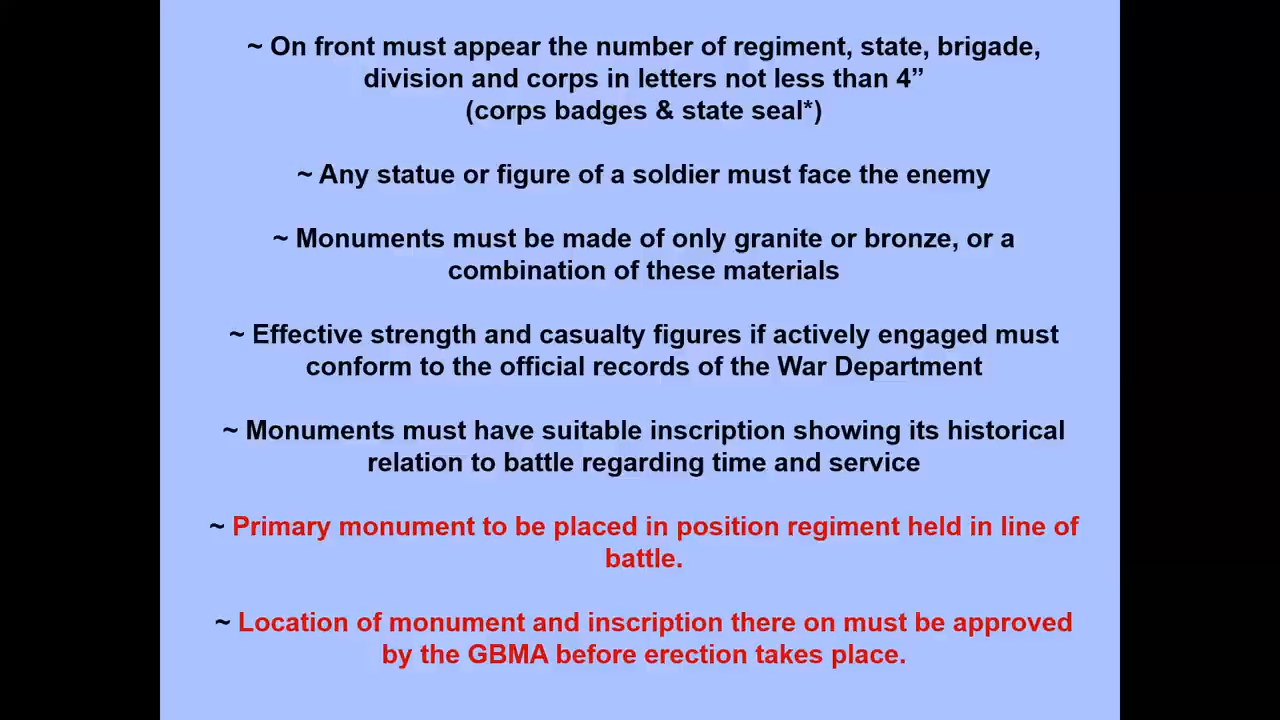 ~ On front must appear the number of regiment, state, brigade,
division and corps in letters not less than 4”
(corps badges & state seal*)
~ Any statue or figure of a soldier must face the enemy
~ Monuments must be made of only granite or bronze, or a
combination of these materials
~ Effective strength and casualty figures if actively engaged must
conform to the official records of the War Department
~ Monuments must have suitable inscription showing its historical
relation to battle regarding time and service
~ Primary monument to be placed in position regiment held in line of
battle.
~ Location of monument and inscription there on must be approved
by the GBMA before erection takes place.